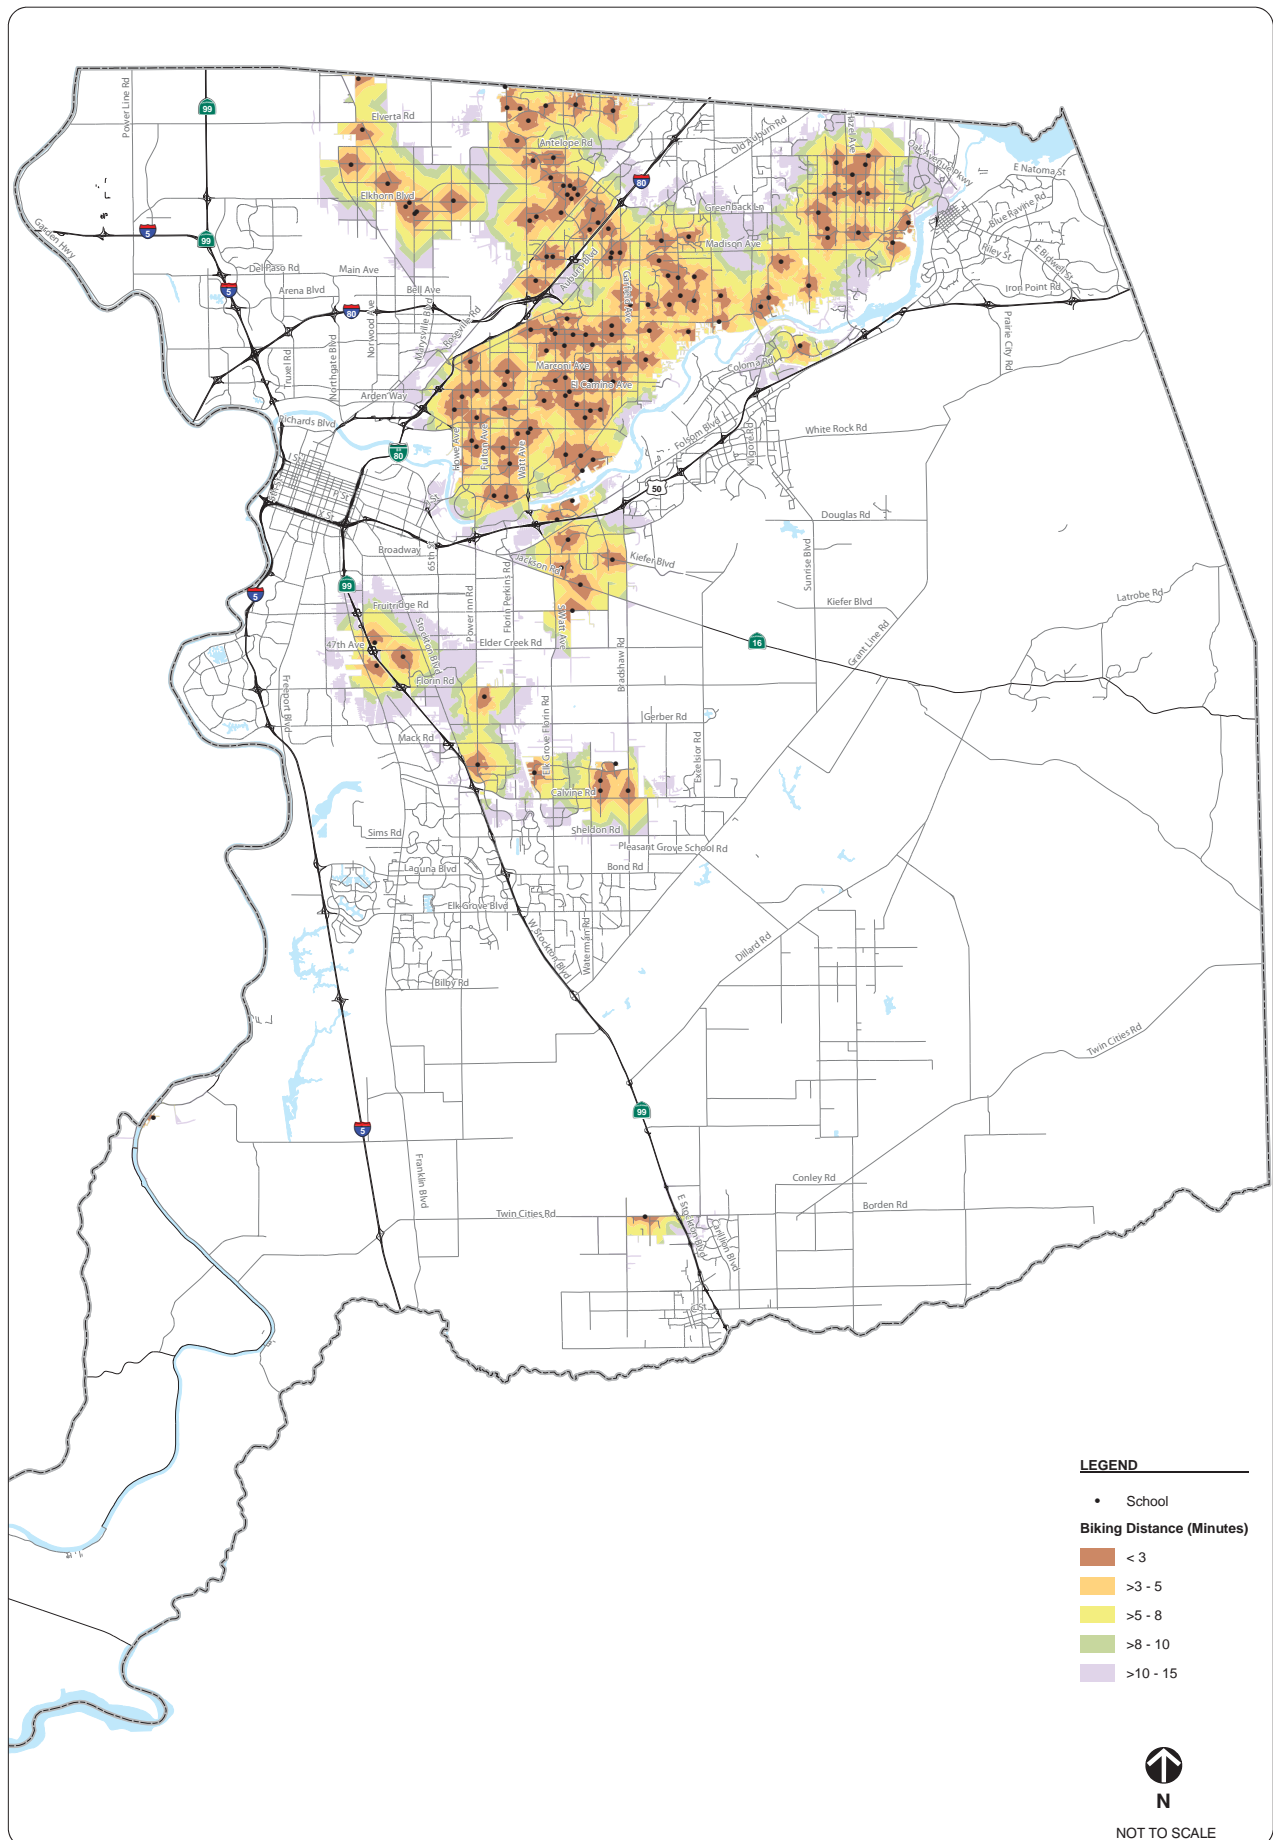 Power Line Rd
99
Elverta Rd
Antelope Rd
Old Auburn Rd
Hazel Ave
Oak Avenue Pkwy
E Natoma St
80
Elkhorn Blvd
Greenback Ln
Blue Ravine Rd
Garden Hwy
5
99
Madison Ave
Riley St
E Bidwell St
Del Paso Rd
Main Ave
Auburn Blvd
Garfield Ave
5
Arena Blvd
Bell Ave
Iron Point Rd
80
Norwood Ave
Marysville Blvd
Roseville Rd
Prairie City Rd
Truxel Rd
Northgate Blvd
Marconi Ave
Coloma Rd
El Camino Ave
Arden Way
Richards Blvd
Howe Ave
Fulton Ave
Watt Ave
Folsom Blvd
Zinfandel
White Rock Rd
80
50
P St
X St
Douglas Rd
Broadway
65th St
Jackson Rd
Kiefer Blvd
Sunrise Blvd
99
5
Fruitridge Rd
Stockton Blvd
Power Inn Rd
Florin Perkins Rd
S Watt Ave
Kiefer Blvd
Latrobe Rd
47th Ave
Elder Creek Rd
Bradshaw Rd
16
Grant Line Rd
Florin Rd
Freeport Blvd
Elk Grove Florin Rd
Gerber Rd
Mack Rd
Excelsior Rd
Calvine Rd
Sims Rd
Sheldon Rd
Pleasant Grove School Rd
Laguna Blvd
Bond Rd
Elk Grove Blvd
W Stockton Blvd
Waterman Rd
Dillard Rd
Bilby Rd
Twin Cities Rd
99
5
Franklin Blvd
Conley Rd
Twin Cities Rd
E Stockton Blvd
Carillion Blvd
Borden Rd
C St
LEGEND
School
Biking Distance (Minutes)
< 3
>3 - 5
>5 - 8
>8 - 10
>10 - 15
N
NOT TO SCALE